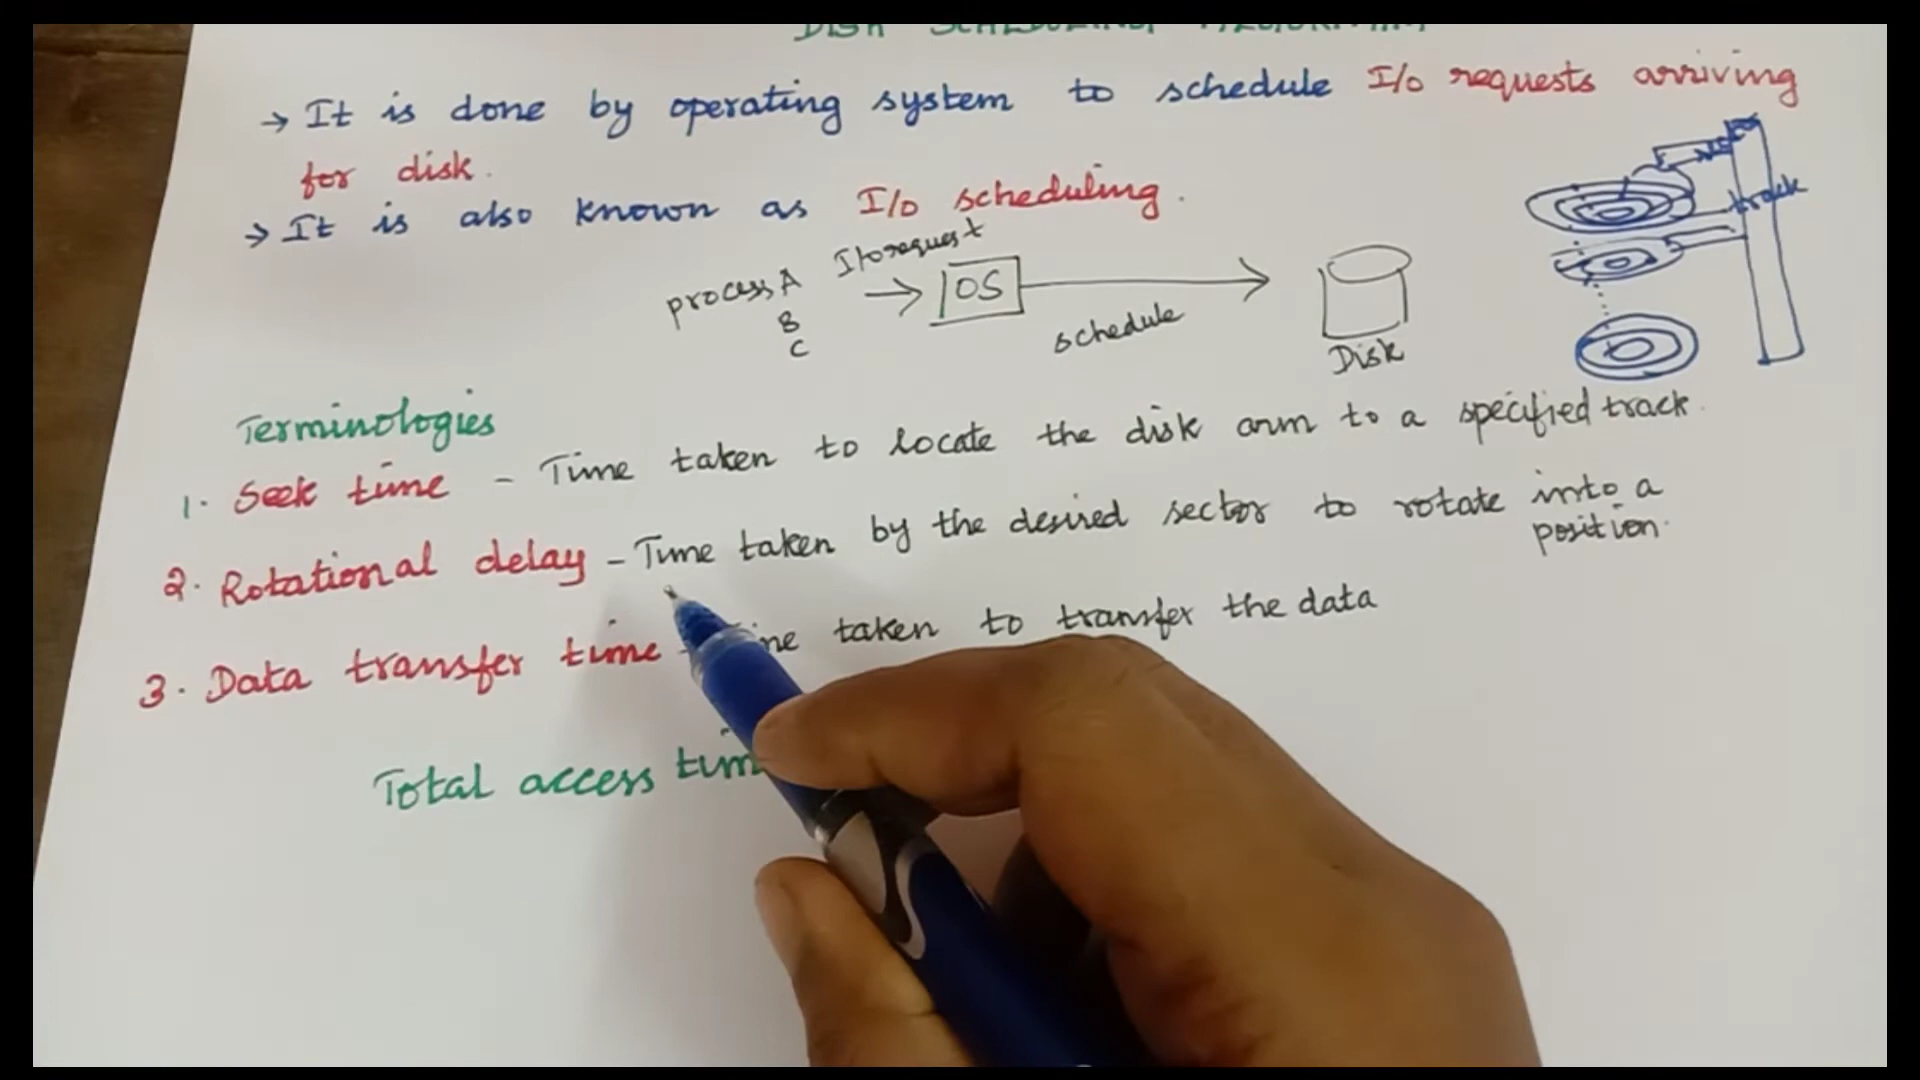 DISK SCHEDULING ALGORITHM
→ It is done by operating system to schedule I/o requests arriving
for disk.
→ It is also known as I/o scheduling.
process A
B
C
I/o request
OS
schedule
Disk
track
Terminologies
1. Seek time - Time taken to locate the disk arm to a specified track.
2. Rotational delay - Time taken by the desired sector to rotate into a
position.
3. Data transfer time taken to transfer the data
Total access